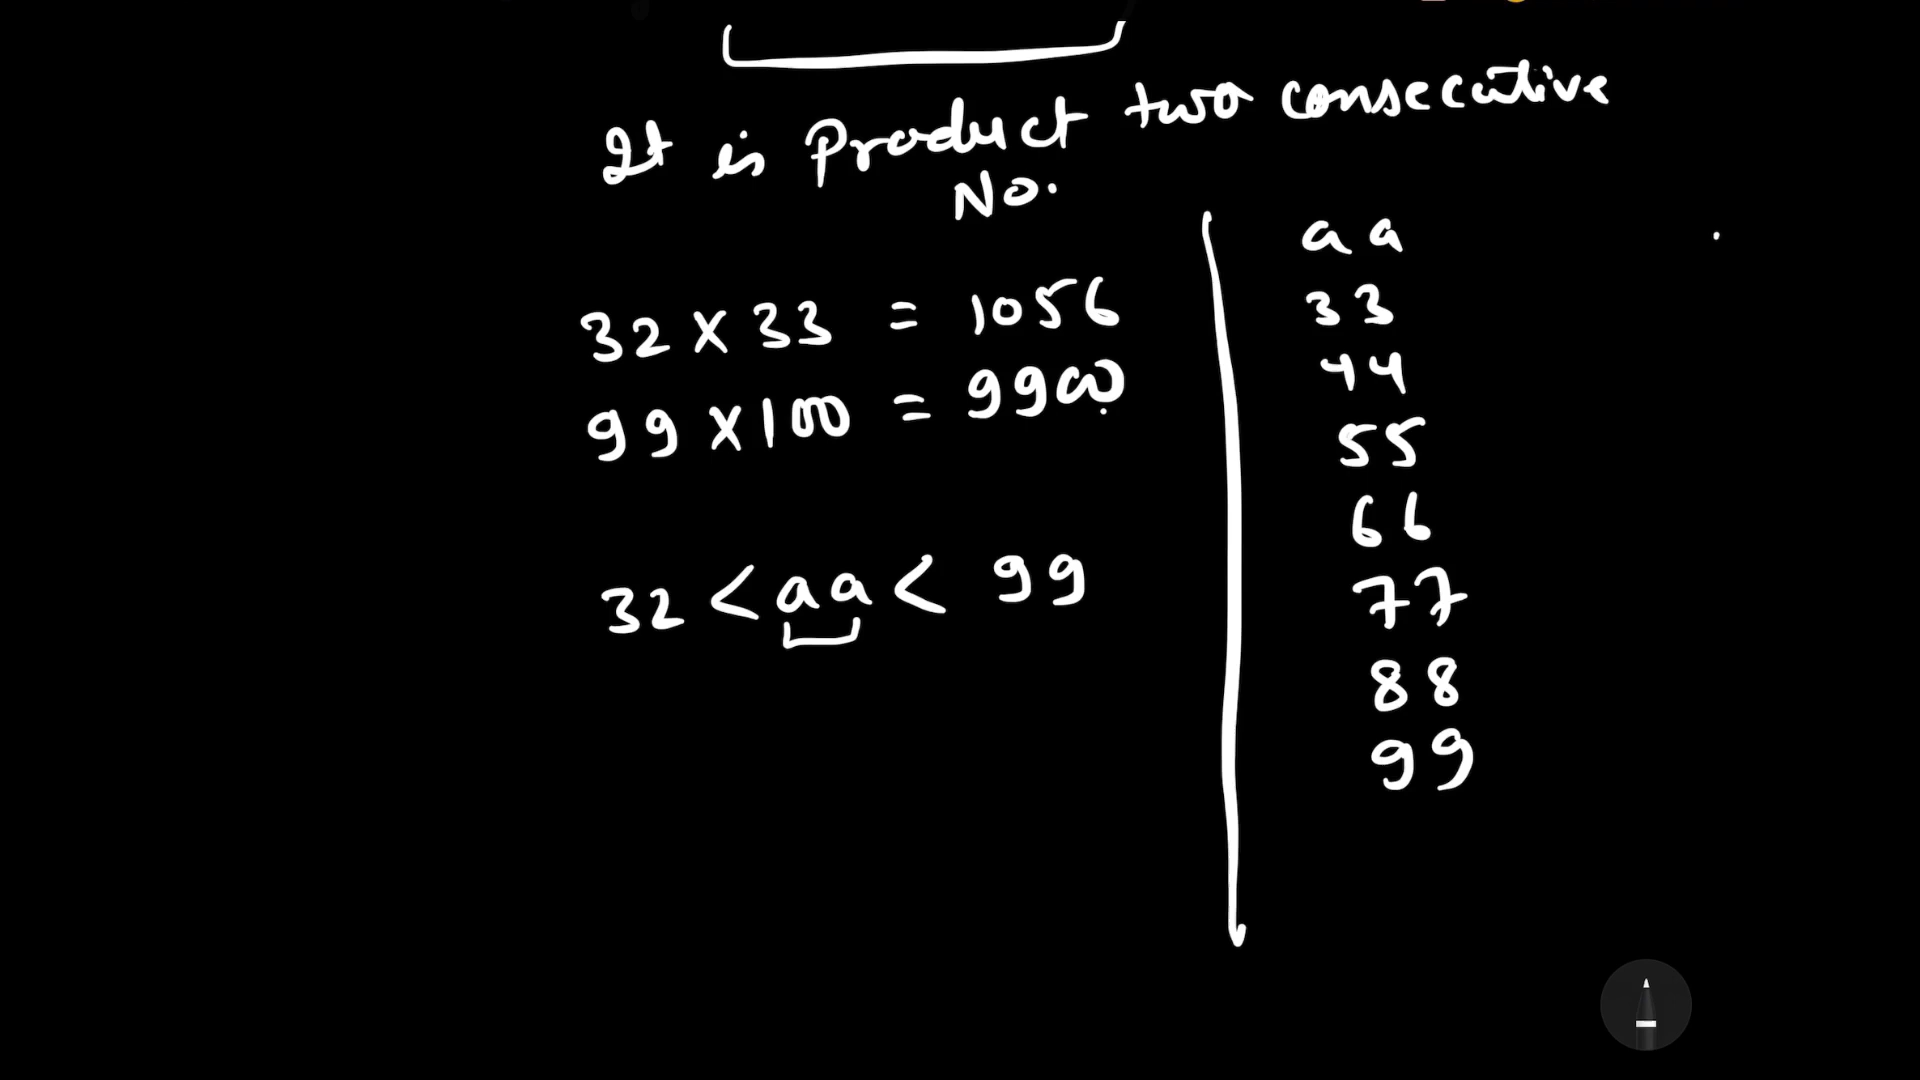 It is Product two consecutive
No.
32 X 33 = 1056
99 X 100 = 9900
32 < aa < 99
aa
33
44
55
66
77
88
99